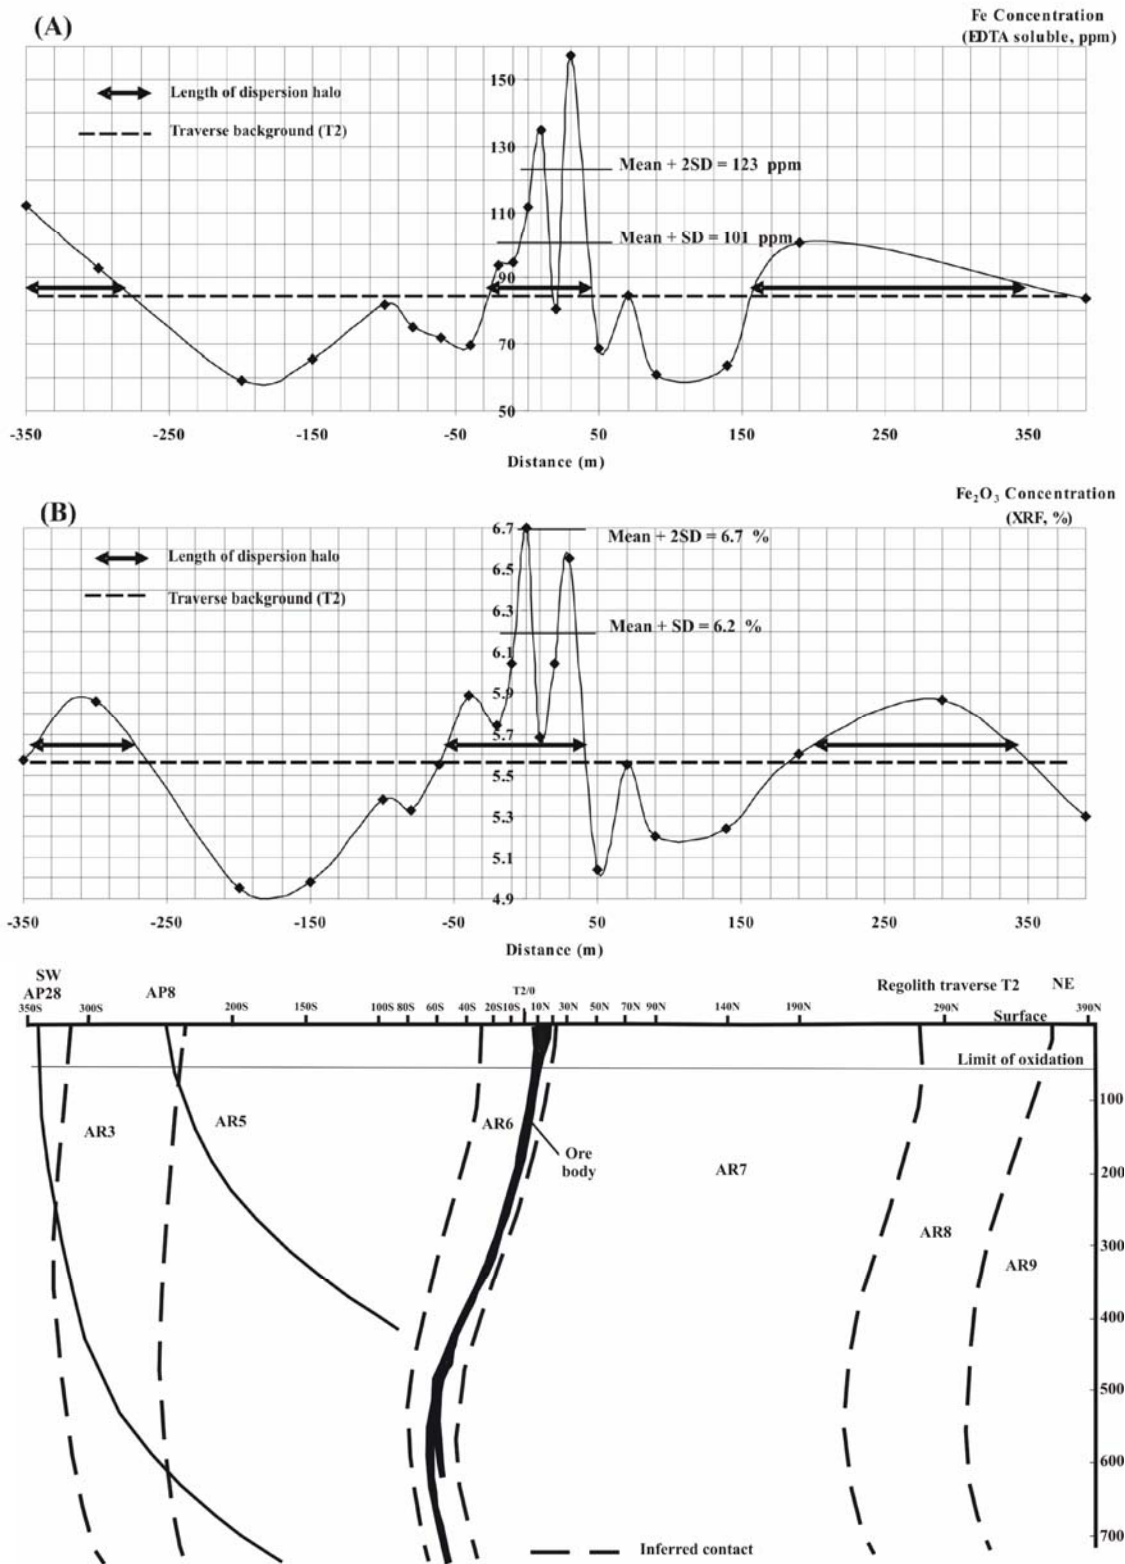 (A)
Fe Concentration
(EDTA soluble, ppm)
Length of dispersion halo
Traverse background (T2)
150
130
110
90
70
50
Mean + 2SD = 123 ppm
Mean + SD = 101 ppm
-350 -250 -150 -50 50 150 250 350
Distance (m)
(B)
Fe₂O₃ Concentration
(XRF, %)
Length of dispersion halo
Traverse background (T2)
6.7
6.5
6.3
6.1
5.9
5.7
5.5
5.3
5.1
4.9
Mean + 2SD = 6.7 %
Mean + SD = 6.2 %
-350 -250 -150 -50 50 150 250 350
Distance (m)
SW
AP28 AP8 T2/0 Regolith traverse T2 NE
350S 300S 200S 150S 100S 80S 60S 40S 20S 10S 10N 30N 50N 70N 90N 140N 190N 290N 390N
Surface
Limit of oxidation
100
AR3 AR5 AR6
Ore
body
AR7
200
AR8
300
AR9
400
500
600
700
Inferred contact